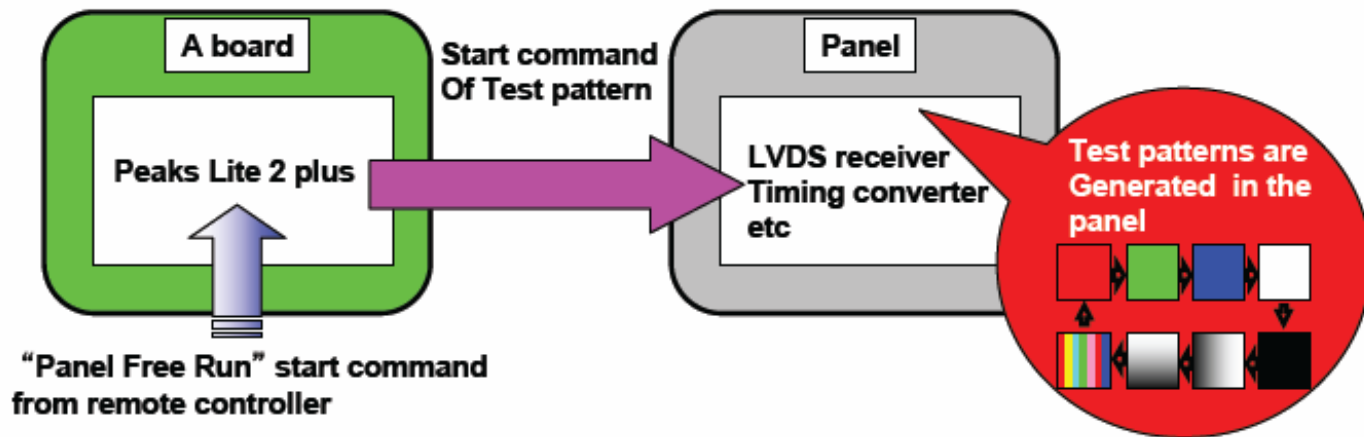 A board
Start command
Of Test pattern
Panel
Peaks Lite 2 plus
LVDS receiver
Timing converter
etc
Test patterns are
Generated in the
panel
“Panel Free Run” start command
from remote controller